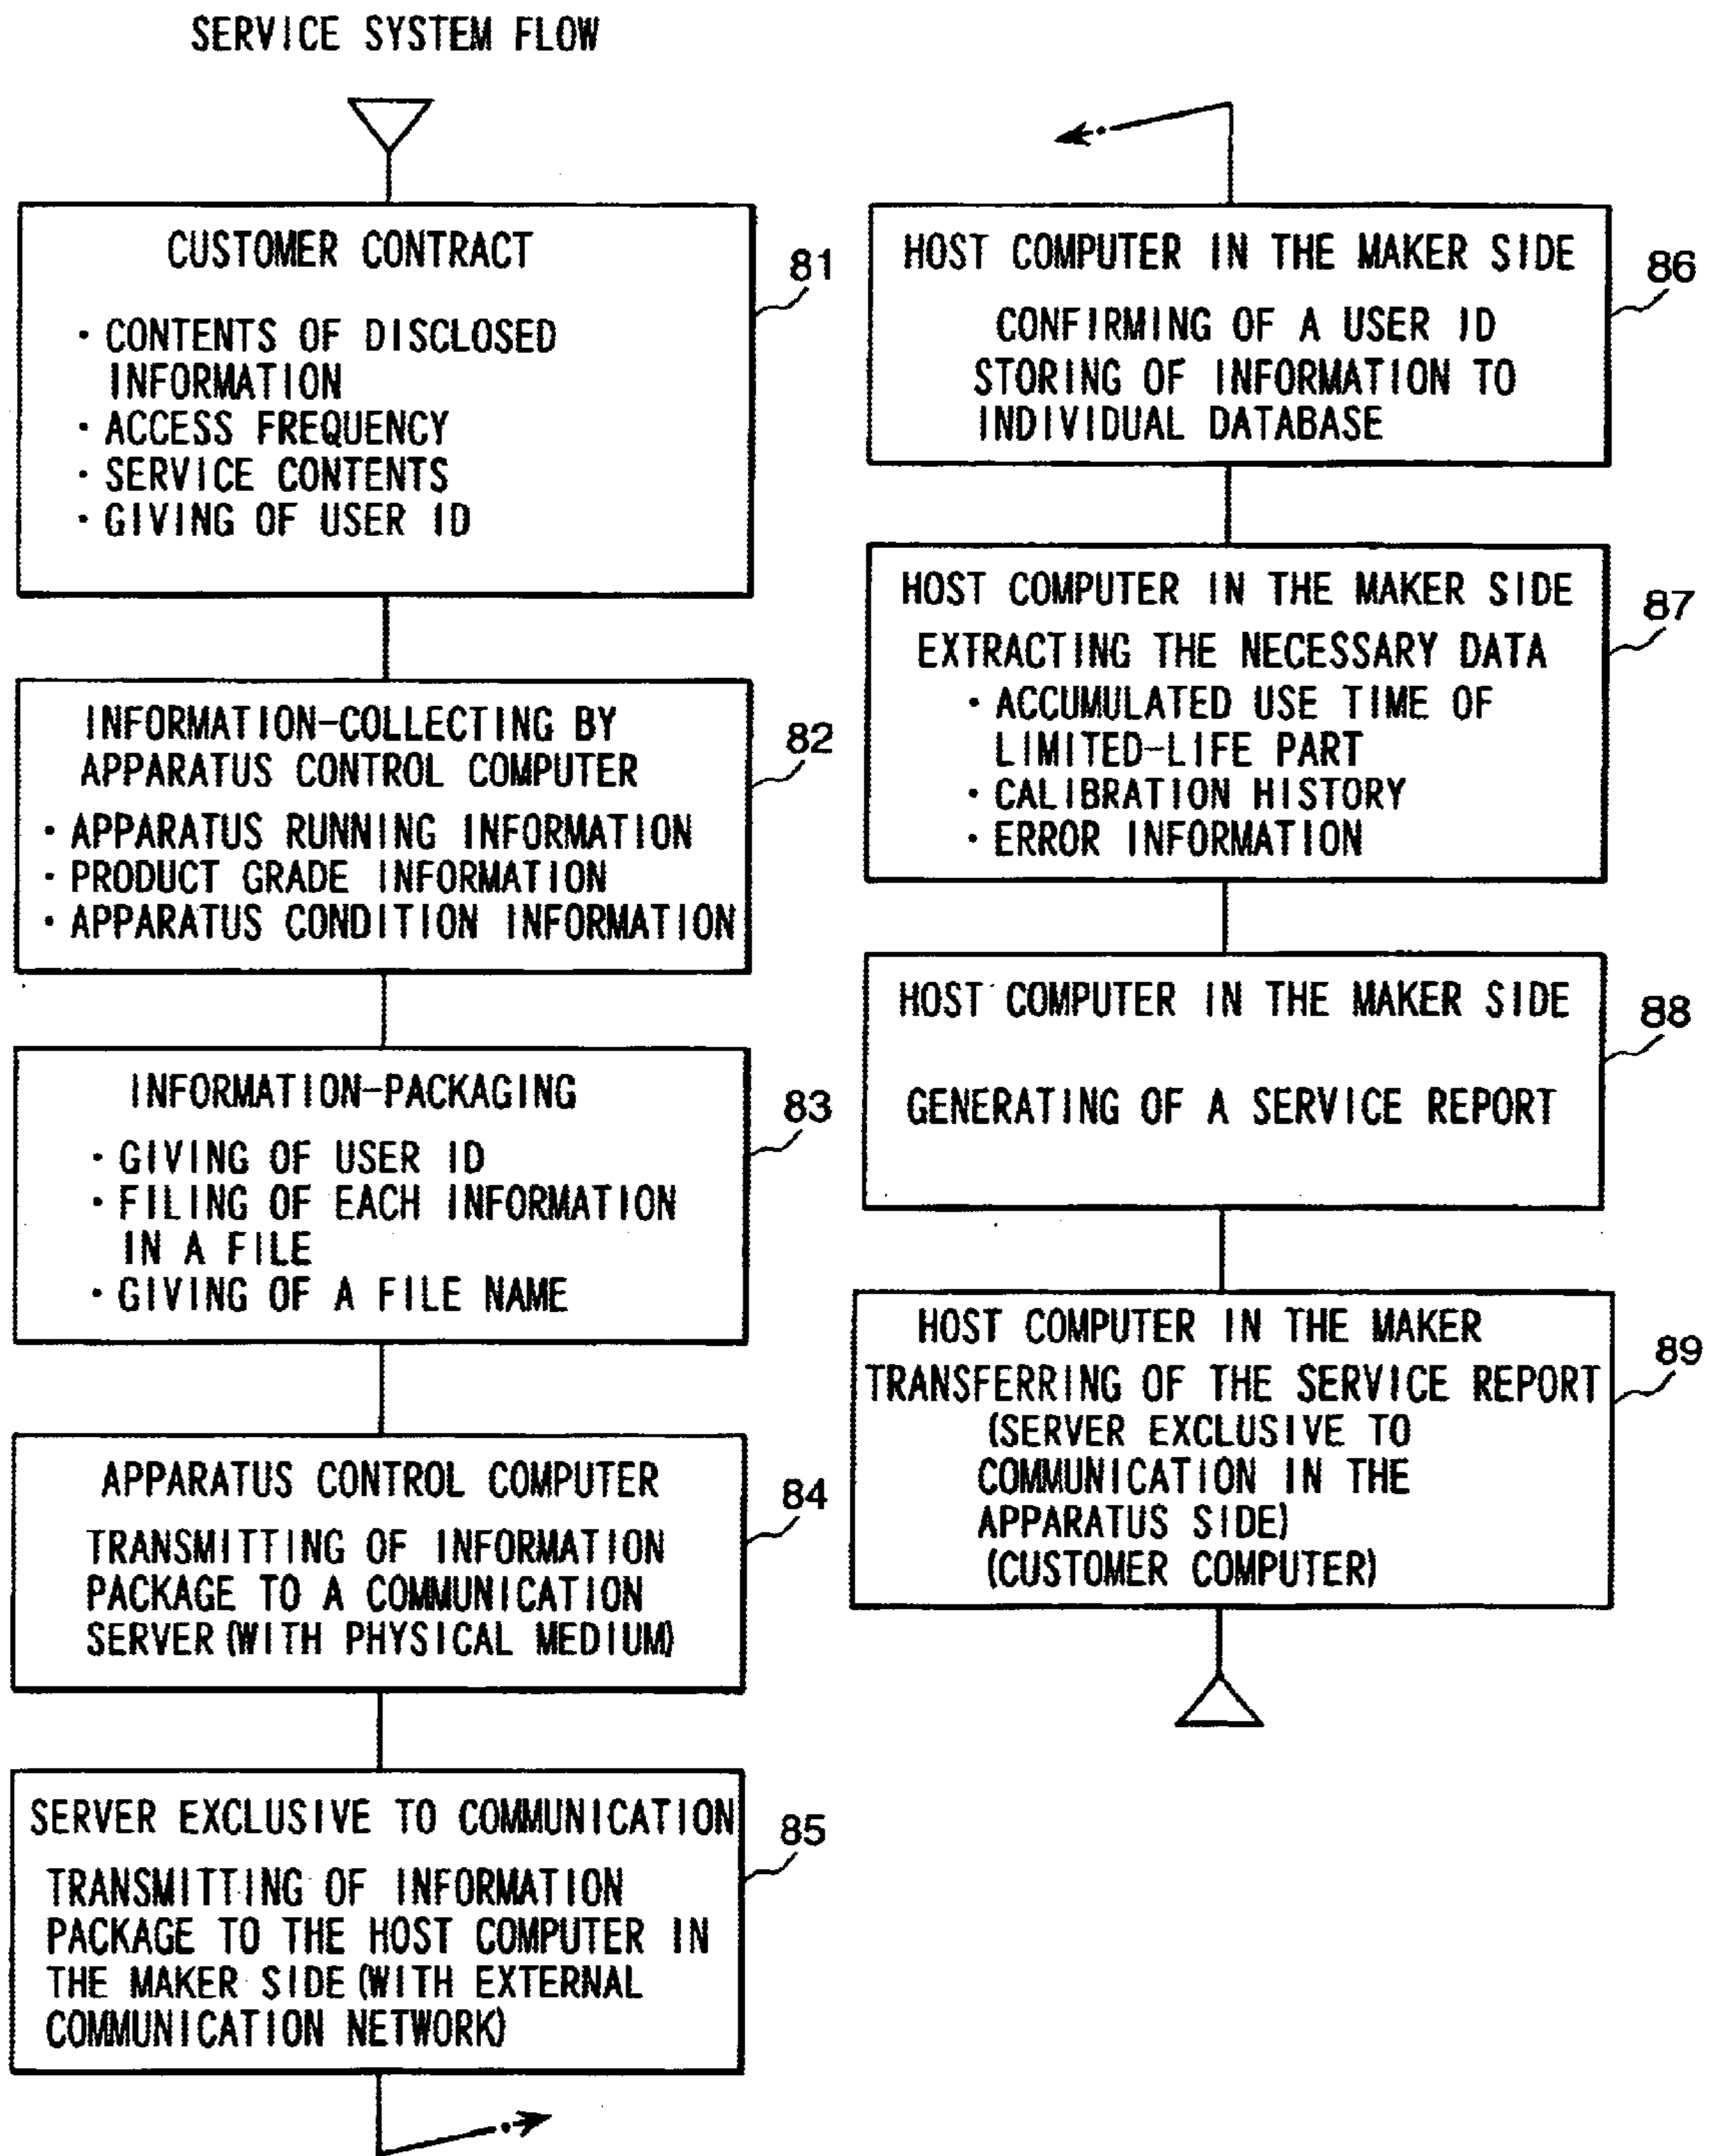 SERVICE SYSTEM FLOW
CUSTOMER CONTRACT
・CONTENTS OF DISCLOSED
INFORMATION
・ACCESS FREQUENCY
・SERVICE CONTENTS
・GIVING OF USER ID
81
INFORMATION-COLLECTING BY
APPARATUS CONTROL COMPUTER
・APPARATUS RUNNING INFORMATION
・PRODUCT GRADE INFORMATION
・APPARATUS CONDITION INFORMATION
82
INFORMATION-PACKAGING
・GIVING OF USER ID
・FILING OF EACH INFORMATION
IN A FILE
・GIVING OF A FILE NAME
83
APPARATUS CONTROL COMPUTER
TRANSMITTING OF INFORMATION
PACKAGE TO A COMMUNICATION
SERVER (WITH PHYSICAL MEDIUM)
84
SERVER EXCLUSIVE TO COMMUNICATION
TRANSMITTING OF INFORMATION
PACKAGE TO THE HOST COMPUTER IN
THE MAKER SIDE (WITH EXTERNAL
COMMUNICATION NETWORK)
85
HOST COMPUTER IN THE MAKER SIDE
CONFIRMING OF A USER ID
STORING OF INFORMATION TO
INDIVIDUAL DATABASE
86
HOST COMPUTER IN THE MAKER SIDE
EXTRACTING THE NECESSARY DATA
・ACCUMULATED USE TIME OF
LIMITED-LIFE PART
・CALIBRATION HISTORY
・ERROR INFORMATION
87
HOST COMPUTER IN THE MAKER SIDE
GENERATING OF A SERVICE REPORT
88
HOST COMPUTER IN THE MAKER
TRANSFERRING OF THE SERVICE REPORT
(SERVER EXCLUSIVE TO
COMMUNICATION IN THE
APPARATUS SIDE)
(CUSTOMER COMPUTER)
89